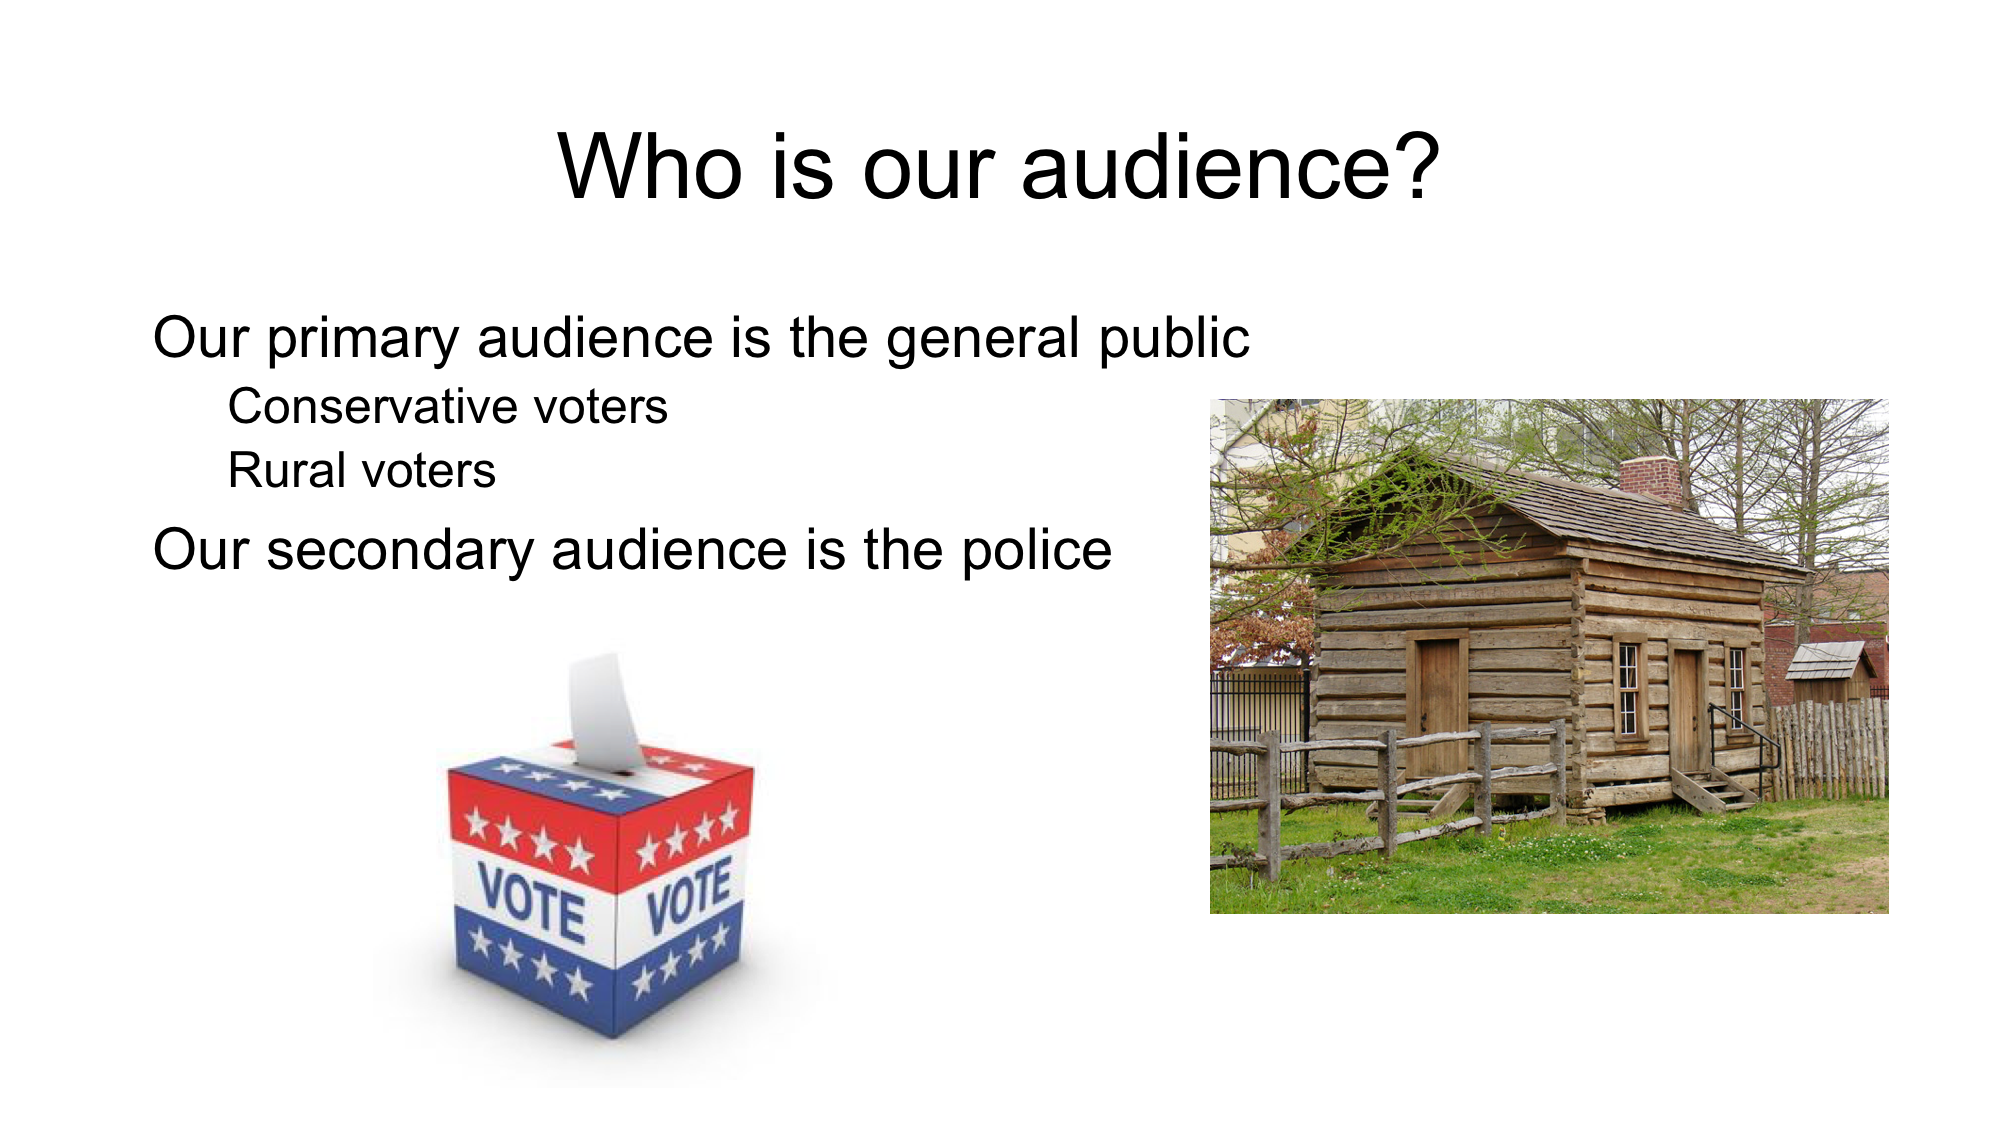 Who is our audience?
Our primary audience is the general public
Conservative voters
Rural voters
Our secondary audience is the police
VOTE VOTE